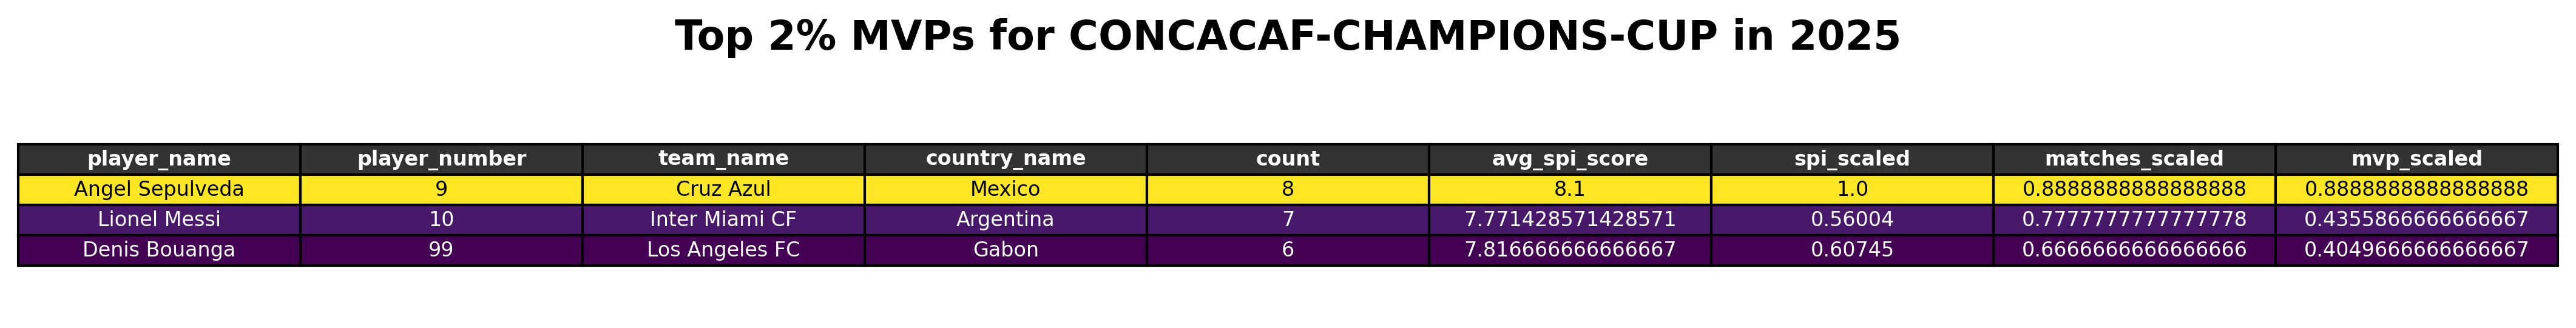 Top 2% MVPs for CONCACAF-CHAMPIONS-CUP in 2025
player_name player_number team_name country_name count avg_spi_score spi_scaled matches_scaled mvp_scaled
Angel Sepulveda 9 Cruz Azul Mexico 8 8.1 1.0 0.8888888888888888 0.8888888888888888
Lionel Messi 10 Inter Miami CF Argentina 7 7.771428571428571 0.56004 0.7777777777777778 0.4355866666666667
Denis Bouanga 99 Los Angeles FC Gabon 6 7.816666666666667 0.60745 0.6666666666666666 0.4049666666666667